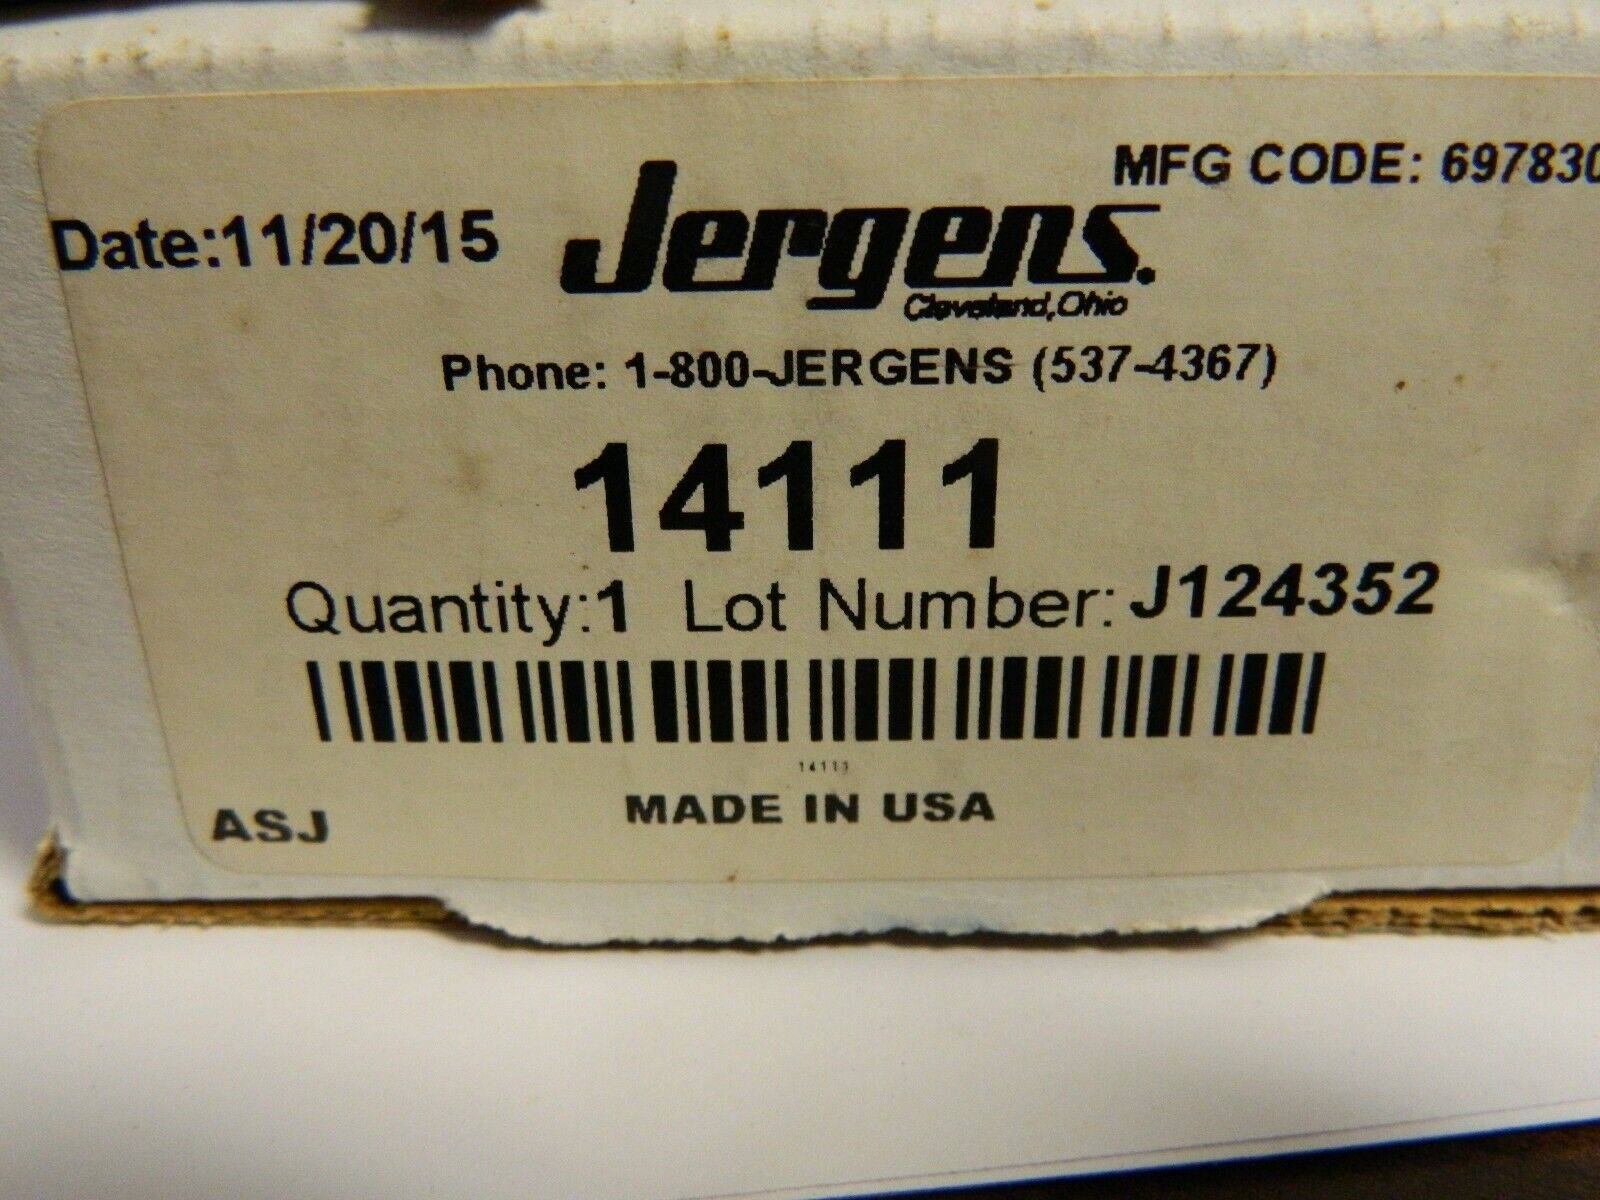 MFG CODE: 697830
Date:11/20/15
Jergens.
Cleveland, Ohio
Phone: 1-800-JERGENS (537-4367)
14111
Quantity:1 Lot Number: J124352
14111
ASJ
MADE IN USA